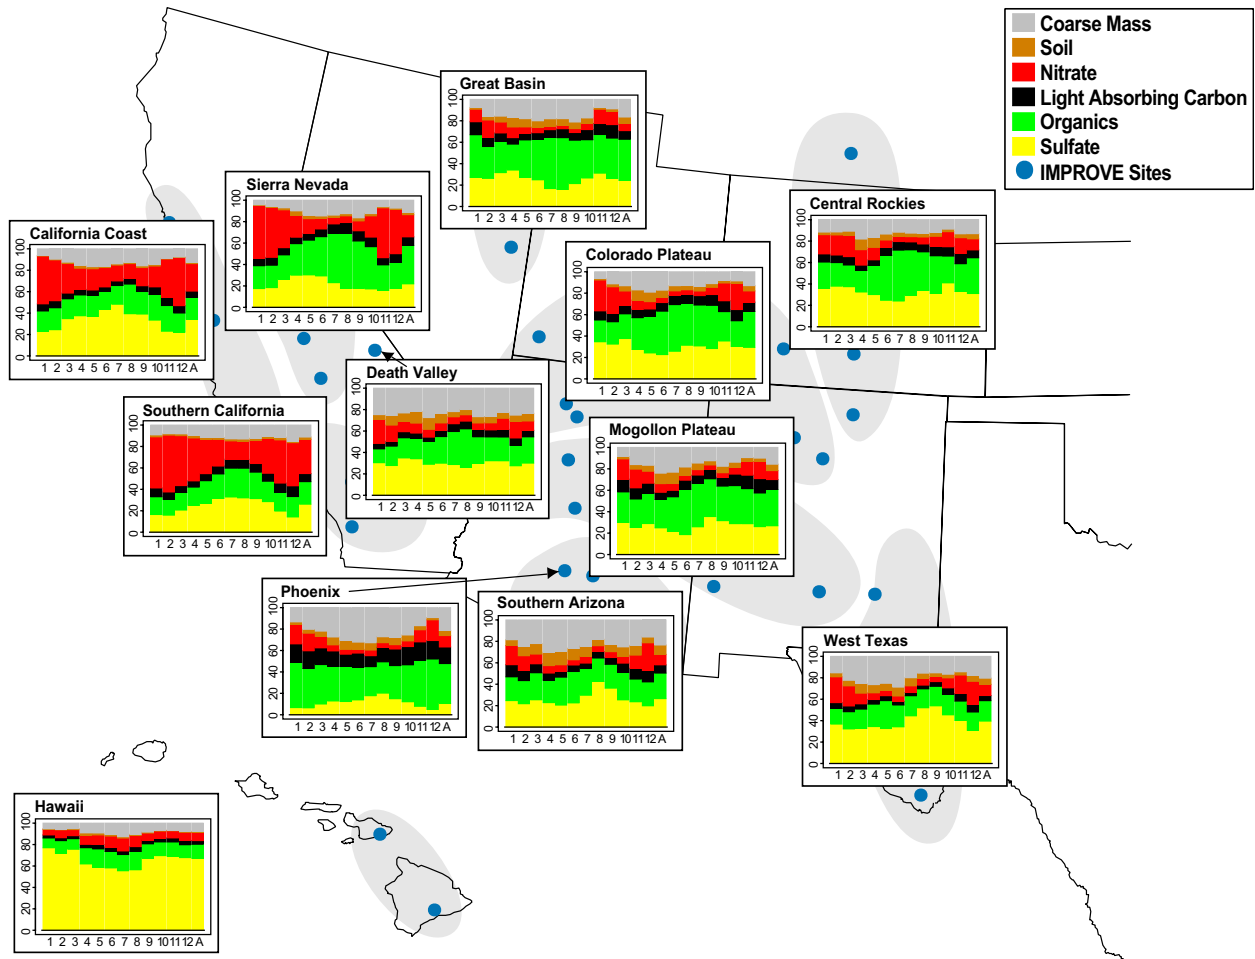 Coarse Mass
Soil
Nitrate
Light Absorbing Carbon
Organics
Sulfate
IMPROVE Sites
Great Basin
0 20 40 60 80 100
1 2 3 4 5 6 7 8 9 10 11 12 A
Sierra Nevada
0 20 40 60 80 100
1 2 3 4 5 6 7 8 9 10 11 12 A
Central Rockies
0 20 40 60 80 100
1 2 3 4 5 6 7 8 9 10 11 12 A
California Coast
0 20 40 60 80 100
1 2 3 4 5 6 7 8 9 10 11 12 A
Colorado Plateau
0 20 40 60 80 100
1 2 3 4 5 6 7 8 9 10 11 12 A
Death Valley
0 20 40 60 80 100
1 2 3 4 5 6 7 8 9 10 11 12 A
Southern California
0 20 40 60 80 100
1 2 3 4 5 6 7 8 9 10 11 12 A
Mogollon Plateau
0 20 40 60 80 100
1 2 3 4 5 6 7 8 9 10 11 12 A
Phoenix
0 20 40 60 80 100
1 2 3 4 5 6 7 8 9 10 11 12 A
Southern Arizona
0 20 40 60 80 100
1 2 3 4 5 6 7 8 9 10 11 12 A
West Texas
0 20 40 60 80 100
1 2 3 4 5 6 7 8 9 10 11 12 A
Hawaii
0 20 40 60 80 100
1 2 3 4 5 6 7 8 9 10 11 12 A